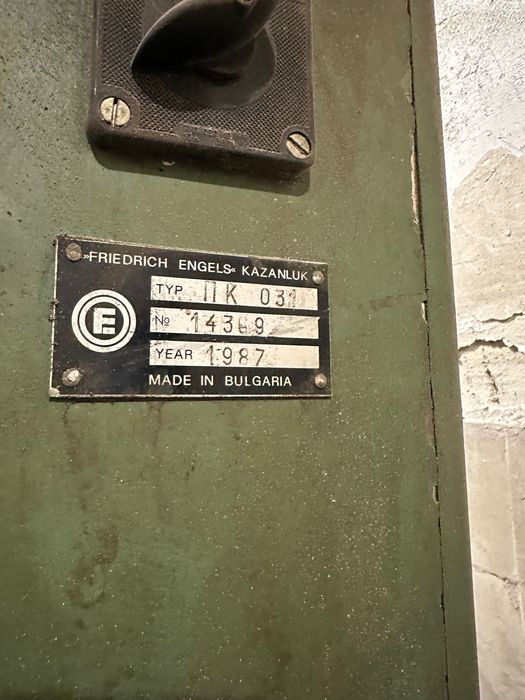 »FRIEDRICH ENGELS« KAZANLUK
TYP ПК 031
№ 14369
YEAR 1987
MADE IN BULGARIA